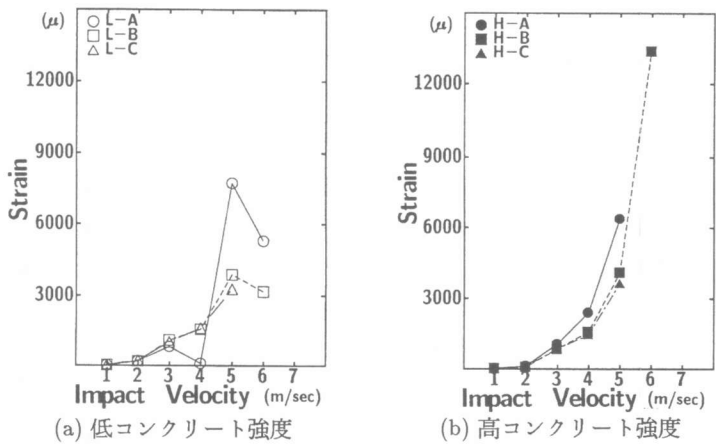 (μ)
L-A
L-B
L-C
12000
9000
6000
3000
Strain
1 2 3 4 5 6 7
Impact Velocity (m/sec)
(a) 低コンクリート強度
(μ)
H-A
H-B
H-C
12000
9000
6000
3000
Strain
1 2 3 4 5 6 7
Impact Velocity (m/sec)
(b) 高コンクリート強度